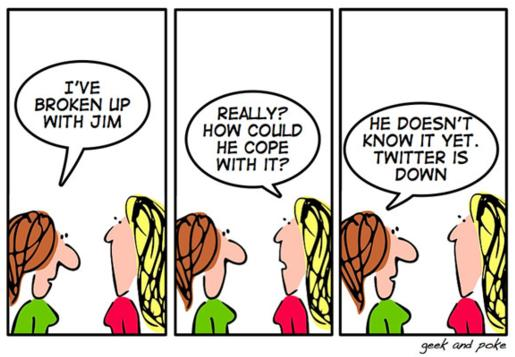 I'VE
BROKEN UP
WITH JIM
REALLY?
HOW COULD
HE COPE
WITH IT?
HE DOESN'T
KNOW IT YET.
TWITTER IS
DOWN
geek and poke